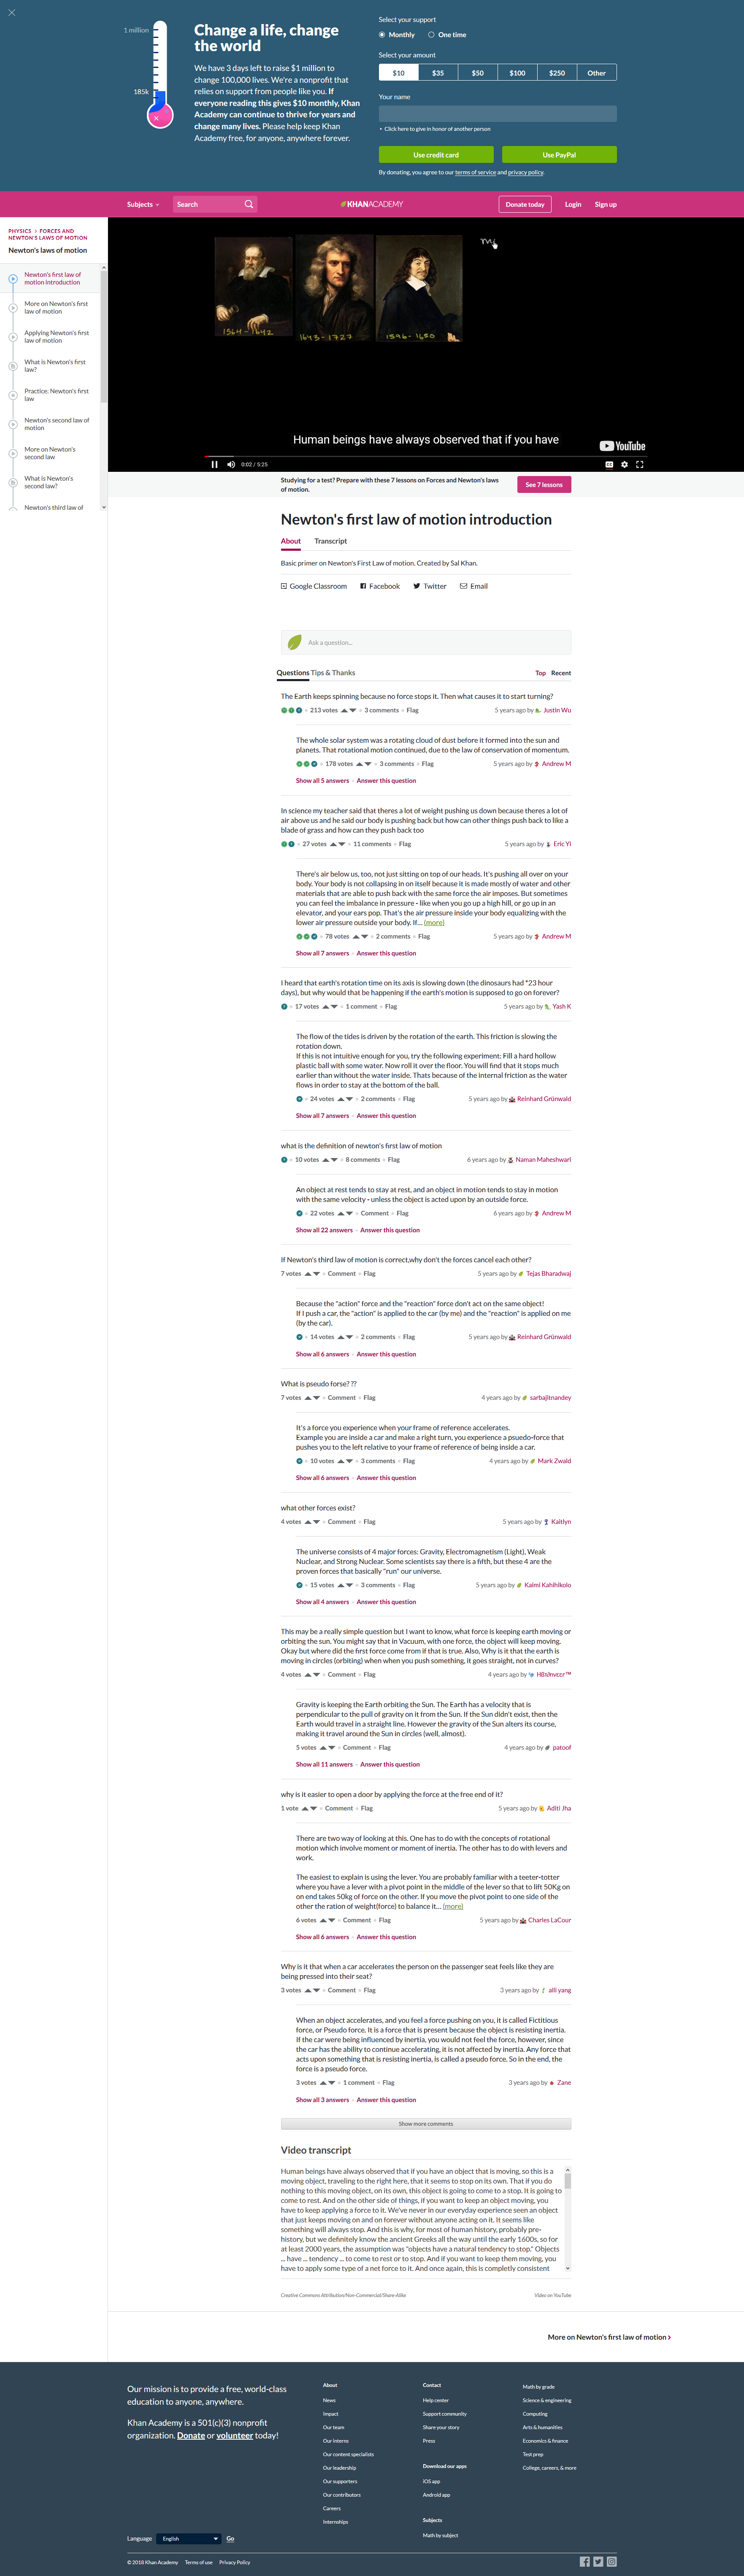 1 million
185k
Change a life, change
the world
We have 3 days left to raise $1 million to
change 100,000 lives. We're a nonprofit that
relies on support from people like you. If
everyone reading this gives $10 monthly, Khan
Academy can continue to thrive for years and
change many lives. Please help keep Khan
Academy free, for anyone, anywhere forever.
Select your support
Monthly One time
Select your amount
$10 $35 $50 $100 $250 Other
Your name
Click here to give in honor of another person
Use credit card Use PayPal
By donating, you agree to our terms of service and privacy policy.
Subjects Search KHANACADEMY Donate today Login Sign up
PHYSICS > FORCES AND
NEWTON'S LAWS OF MOTION
Newton's laws of motion
Newton's first law of
motion introduction
More on Newton's first
law of motion
Applying Newton's first
law of motion
What is Newton's first
law?
Practice: Newton's first
law
Newton's second law of
motion
More on Newton's
second law
What is Newton's
second law?
Newton's third law of
1564 - 1642
1643 - 1727
1596 - 1650
Human beings have always observed that if you have
YouTube
0:02 / 5:25
Studying for a test? Prepare with these 7 lessons on Forces and Newton's laws
of motion.
See 7 lessons
Newton's first law of motion introduction
About Transcript
Basic primer on Newton's First Law of motion. Created by Sal Khan.
Google Classroom Facebook Twitter Email
Ask a question...
Questions Tips & Thanks Top Recent
The Earth keeps spinning because no force stops it. Then what causes it to start turning?
213 votes • 3 comments • Flag 5 years ago by Justin Wu
The whole solar system was a rotating cloud of dust before it formed into the sun and
planets. That rotational motion continued, due to the law of conservation of momentum.
178 votes • 3 comments • Flag 5 years ago by Andrew M
Show all 5 answers • Answer this question
In science my teacher said that theres a lot of weight pushing us down because theres a lot of
air above us and he said our body is pushing back but how can other things push back to like a
blade of grass and how can they push back too
27 votes • 11 comments • Flag 5 years ago by Eric Yi
There's air below us, too, not just sitting on top of our heads. It's pushing all over on your
body. Your body is not collapsing in on itself because it is made mostly of water and other
materials that are able to push back with the same force the air imposes. But sometimes
you can feel the imbalance in pressure - like when you go up a high hill, or go up in an
elevator, and your ears pop. That's the air pressure inside your body equalizing with the
lower air pressure outside your body. If... (more)
78 votes • 2 comments • Flag 5 years ago by Andrew M
Show all 7 answers • Answer this question
I heard that earth's rotation time on its axis is slowing down (the dinosaurs had *23 hour
days), but why would that be happening if the earth's motion is supposed to go on forever?
17 votes • 1 comment • Flag 5 years ago by Yash K
The flow of the tides is driven by the rotation of the earth. This friction is slowing the
rotation down.
If this is not intuitive enough for you, try the following experiment: Fill a hard hollow
plastic ball with some water. Now roll it over the floor. You will find that it stops much
earlier than without the water inside. Thats because of the internal friction as the water
flows in order to stay at the bottom of the ball.
24 votes • 2 comments • Flag 5 years ago by Reinhard Grünwald
Show all 7 answers • Answer this question
what is the definition of newton's first law of motion
10 votes • 8 comments • Flag 6 years ago by Naman Maheshwari
An object at rest tends to stay at rest, and an object in motion tends to stay in motion
with the same velocity - unless the object is acted upon by an outside force.
22 votes • Comment • Flag 6 years ago by Andrew M
Show all 22 answers • Answer this question
If Newton's third law of motion is correct,why don't the forces cancel each other?
7 votes • Comment • Flag 5 years ago by Tejas Bharadwaj
Because the "action" force and the "reaction" force don't act on the same object!
If I push a car, the "action" is applied to the car (by me) and the "reaction" is applied on me
(by the car).
14 votes • 2 comments • Flag 5 years ago by Reinhard Grünwald
Show all 6 answers • Answer this question
What is pseudo forse? ??
7 votes • Comment • Flag 4 years ago by sarbajitnandey
It's a force you experience when your frame of reference accelerates.
Example you are inside a car and make a right turn, you experience a psuedo-force that
pushes you to the left relative to your frame of reference of being inside a car.
10 votes • 3 comments • Flag 4 years ago by Mark Zwald
Show all 6 answers • Answer this question
what other forces exist?
4 votes • Comment • Flag 5 years ago by Kaitlyn
The universe consists of 4 major forces: Gravity, Electromagnetism (Light), Weak
Nuclear, and Strong Nuclear. Some scientists say there is a fifth, but these 4 are the
proven forces that basically "run" our universe.
15 votes • 3 comments • Flag 5 years ago by Kaimi Kahihikolo
Show all 4 answers • Answer this question
This may be a really simple question but I want to know, what force is keeping earth moving or
orbiting the sun. You might say that in Vacuum, with one force, the object will keep moving.
Okay but where did the first force come from if that is true. Also, Why is it that the earth is
moving in circles (orbiting) when when you push something, it goes straight, not in curves?
4 votes • Comment • Flag 4 years ago by
Gravity is keeping the Earth orbiting the Sun. The Earth has a velocity that is
perpendicular to the pull of gravity on it from the Sun. If the Sun didn't exist, then the
Earth would travel in a straight line. However the gravity of the Sun alters its course,
making it travel around the Sun in circles (well, almost).
5 votes • Comment • Flag 4 years ago by patoof
Show all 11 answers • Answer this question
why is it easier to open a door by applying the force at the free end of it?
1 vote • Comment • Flag 5 years ago by Aditi Jha
There are two way of looking at this. One has to do with the concepts of rotational
motion which involve moment or moment of inertia. The other has to do with levers and
work.
The easiest to explain is using the lever. You are probably familiar with a teeter-totter
where you have a lever with a pivot point in the middle of the lever so that to lift 50Kg on
on end takes 50kg of force on the other. If you move the pivot point to one side of the
other the ration of weight(force) to balance it... (more)
6 votes • Comment • Flag 5 years ago by Charles LaCour
Show all 6 answers • Answer this question
Why is it that when a car accelerates the person on the passenger seat feels like they are
being pressed into their seat?
3 votes • Comment • Flag 3 years ago by alli yang
When an object accelerates, and you feel a force pushing on you, it is called Fictitious
force, or Pseudo force. It is a force that is present because the object is resisting inertia.
If the car were being influenced by inertia, you would not feel the force, however, since
the car has the ability to continue accelerating, it is not affected by inertia. Any force that
acts upon something that is resisting inertia, is called a pseudo force. So in the end, the
force is a pseudo force.
3 votes • 1 comment • Flag 3 years ago by Zane
Show all 3 answers • Answer this question
Show more comments
Video transcript
Human beings have always observed that if you have an object that is moving, so this is a
moving object, traveling to the right here, that it seems to stop on its own. That if you do
nothing to this moving object, on its own, this object is going to come to a stop. It is going to
come to rest. And on the other side of things, if you want to keep an object moving, you
have to keep applying a force to it. We've never in our everyday experience seen an object
that just keeps moving on and on forever without anyone acting on it. It seems like
something will always stop. And this is why, for most of human history, probably pre-
history, but we definitely know the ancient Greeks all the way until the early 1600s, so for
at least 2000 years, the assumption was "objects have a natural tendency to stop." Objects
... have ... tendency ... to come to rest or to stop. And if you want to keep them moving, you
have to apply some type of a net force to it. And once again, this is completly consistent
Creative Commons Attribution/Non-Commercial/Share-Alike Video on YouTube
More on Newton's first law of motion >
Our mission is to provide a free, world-class
education to anyone, anywhere.
Khan Academy is a 501(c)(3) nonprofit
organization. Donate or volunteer today!
About
News
Impact
Our team
Our interns
Our content specialists
Our leadership
Our supporters
Our contributors
Careers
Internships
Contact
Help center
Support community
Share your story
Press
Download our apps
iOS app
Android app
Subjects
Math by subject
Math by grade
Science & engineering
Computing
Arts & humanities
Economics & finance
Test prep
College, careers, & more
Language English Go
© 2018 Khan Academy Terms of use Privacy Policy